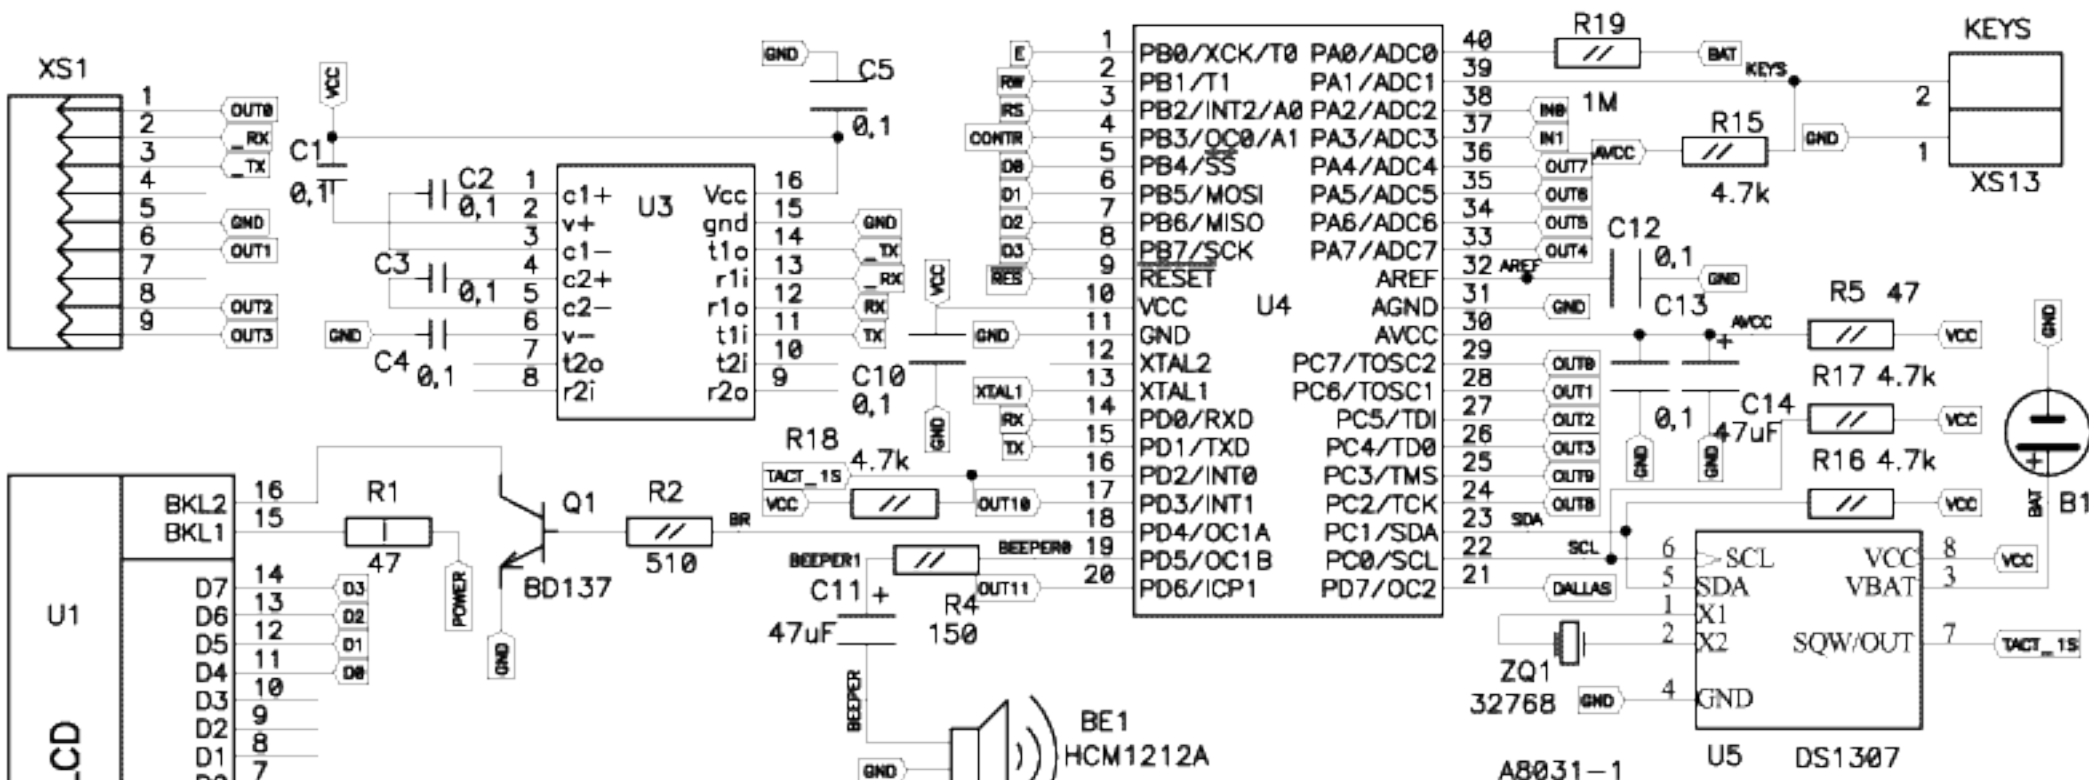 XS1
1 OUT0
2 _RX
3 _TX
4
5 GND
6 OUT1
7
8 OUT2
9 OUT3
VCC
C1
0,1
C2
0,1
C3
0,1
GND
C4
0,1
GND
C5
0,1
U3
1 c1+
2 v+
3 c1-
4 c2+
5 c2-
6 v-
7 t2o
8 r2i
Vcc 16
gnd 15 GND
t1o 14 _TX
r1i 13 _RX
r1o 12 RX
t1i 11 TX
t2i 10
r2o 9
VCC
C10
0,1
GND
U4
E 1 PB0/XCK/T0
RW 2 PB1/T1
RS 3 PB2/INT2/A0
CONTR 4 PB3/OC0/A1
D0 5 PB4/SS
D1 6 PB5/MOSI
D2 7 PB6/MISO
D3 8 PB7/SCK
RES 9 RESET
10 VCC
GND 11 GND
12 XTAL2
XTAL1 13 XTAL1
RX 14 PD0/RXD
TX 15 PD1/TXD
16 PD2/INT0
OUT10 17 PD3/INT1
18 PD4/OC1A
BEEPER0 19 PD5/OC1B
OUT11 20 PD6/ICP1
PA0/ADC0 40
PA1/ADC1 39
PA2/ADC2 38 IN0
PA3/ADC3 37 IN1
PA4/ADC4 36 OUT7
PA5/ADC5 35 OUT6
PA6/ADC6 34 OUT5
PA7/ADC7 33 OUT4
AREF 32 AREF
AGND 31 GND
AVCC 30
PC7/TOSC2 29 OUT0
PC6/TOSC1 28 OUT1
PC5/TDI 27 OUT2
PC4/TD0 26 OUT3
PC3/TMS 25 OUT9
PC2/TCK 24 OUT8
PC1/SDA 23 SDA
PC0/SCL 22 SCL
PD7/OC2 21 DALLAS
R19
BAT
1M
KEYS
KEYS
2
GND
1
XS13
R15
AVCC
4.7k
C12
0,1
GND
C13
0,1
GND
AVCC
+
C14
47uF
GND
R5 47
VCC
R17 4.7k
VCC
R16 4.7k
VCC
GND
+
BAT
B1
6 SCL
5 SDA
1 X1
2 X2
GND 4 GND
VCC 8 VCC
VBAT 3
SQW/OUT 7 TACT_1S
U5 DS1307
ZQ1
32768
A8031-1
R18
4.7k
TACT_1S
VCC
U1
LCD
BKL2 16
BKL1 15
D7 14 D3
D6 13 D2
D5 12 D1
D4 11 D0
D3 10
D2 9
D1 8
7
R1
47
POWER
Q1
BD137
GND
R2
510
BR
BEEPER1
R4
150
C11 +
47uF
BEEPER
BE1
HCM1212A
GND